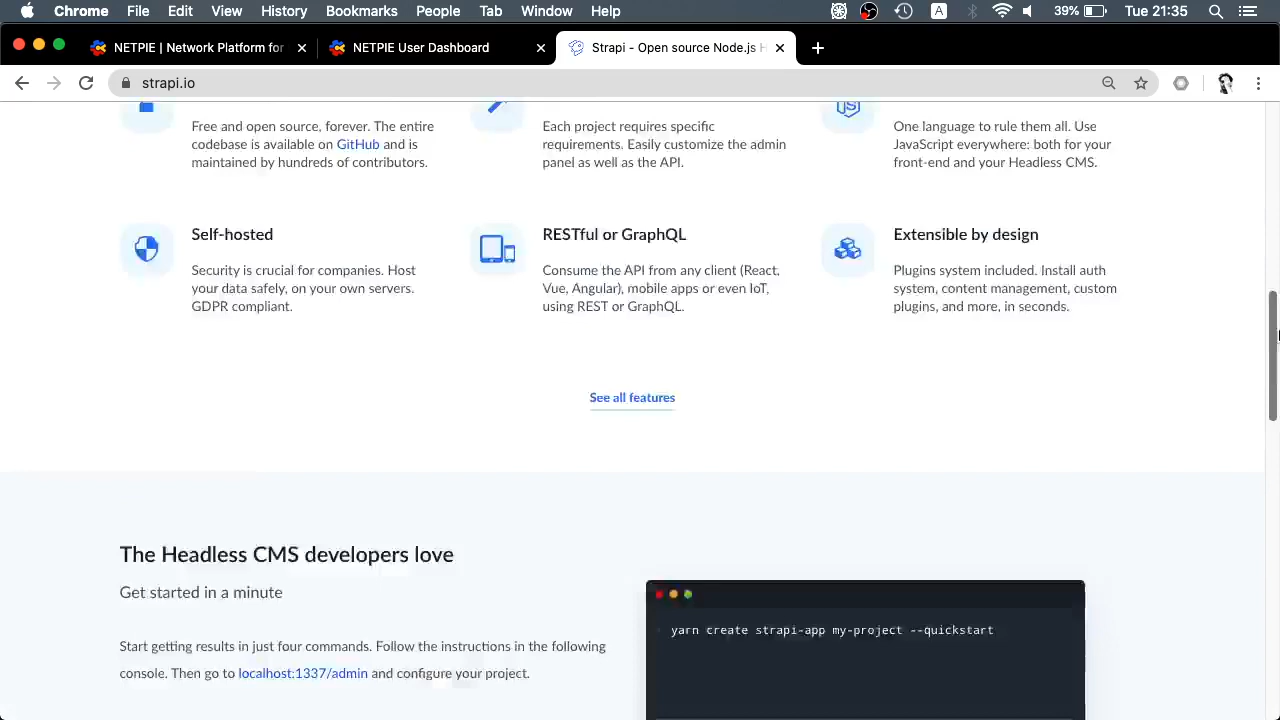 Chrome File Edit View History Bookmarks People Tab Window Help A 39% Tue 21:35
NETPIE | Network Platform for NETPIE User Dashboard Strapi - Open source Node.js H
strapi.io
Free and open source, forever. The entire
codebase is available on GitHub and is
maintained by hundreds of contributors.
Each project requires specific
requirements. Easily customize the admin
panel as well as the API.
JS
One language to rule them all. Use
JavaScript everywhere: both for your
front-end and your Headless CMS.
Self-hosted
Security is crucial for companies. Host
your data safely, on your own servers.
GDPR compliant.
RESTful or GraphQL
Consume the API from any client (React,
Vue, Angular), mobile apps or even IoT,
using REST or GraphQL.
Extensible by design
Plugins system included. Install auth
system, content management, custom
plugins, and more, in seconds.
See all features
The Headless CMS developers love
Get started in a minute
Start getting results in just four commands. Follow the instructions in the following
console. Then go to localhost:1337/admin and configure your project.
yarn create strapi-app my-project --quickstart